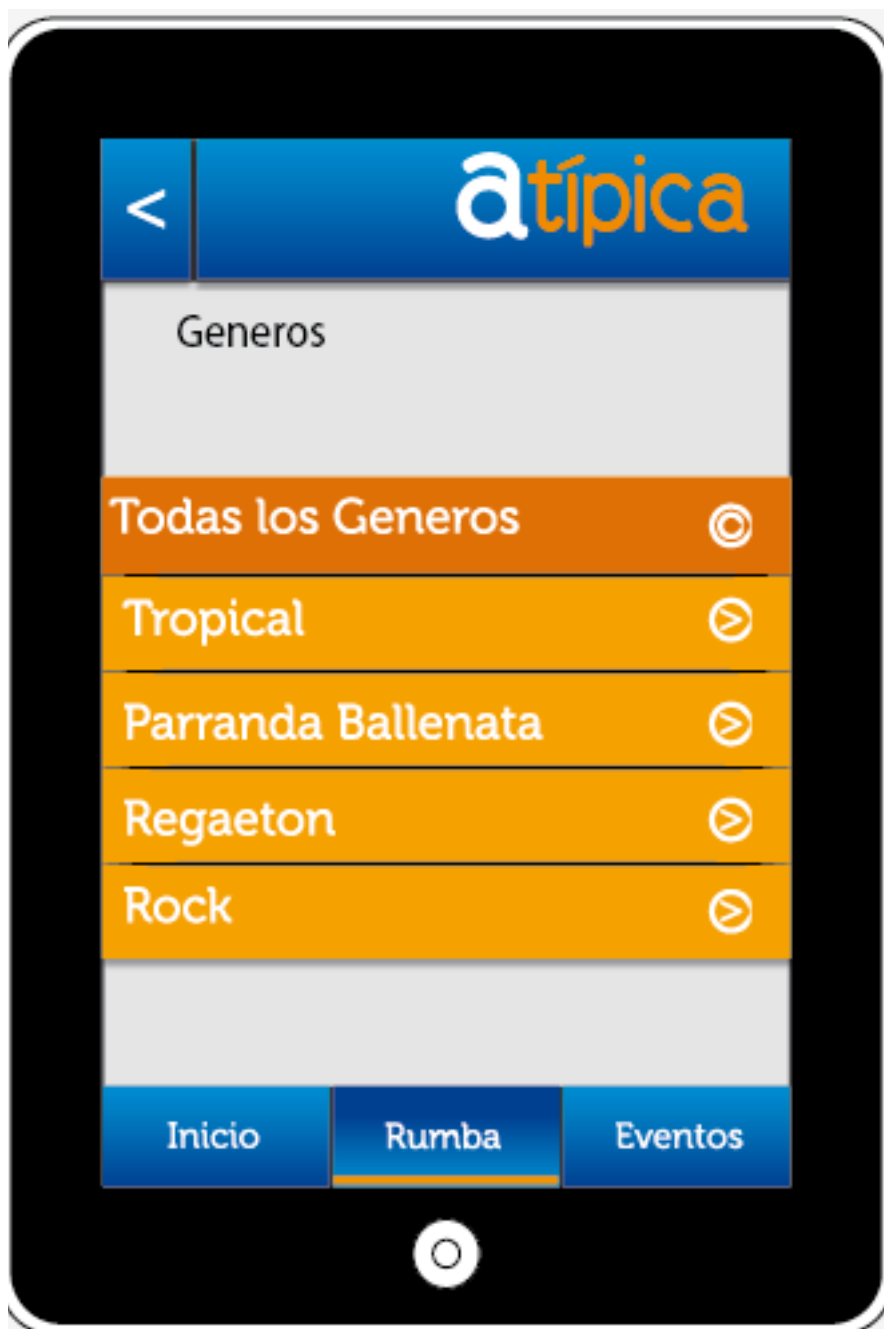 <
atípica
Generos
Todas los Generos
Tropical
Parranda Ballenata
Regaeton
Rock
Inicio Rumba Eventos